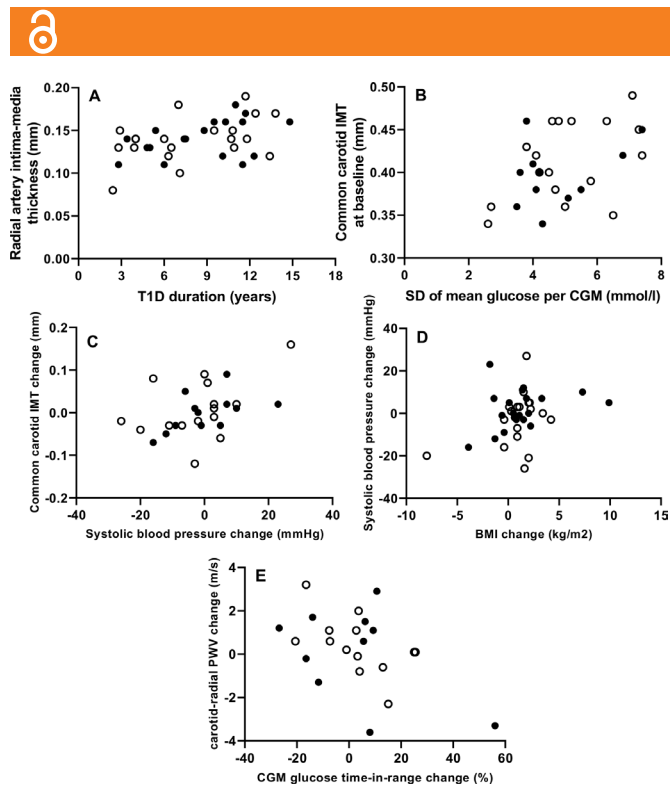 A
Radial artery intima-media
thickness (mm)
0.20
0.15
0.10
0.05
0.00
0 3 6 9 12 15 18
T1D duration (years)
B
Common carotid IMT
at baseline (mm)
0.50
0.45
0.40
0.35
0.30
0 2 4 6 8
SD of mean glucose per CGM (mmol/l)
C
Common carotid IMT change (mm)
0.2
0.1
0.0
-0.1
-0.2
-40 -20 0 20 40
Systolic blood pressure change (mmHg)
D
Systolic blood pressure change (mmHg)
40
20
0
-20
-40
-10 -5 0 5 10 15
BMI change (kg/m2)
E
carotid-radial PWV change (m/s)
4
2
0
-2
-4
-40 -20 0 20 40 60
CGM glucose time-in-range change (%)